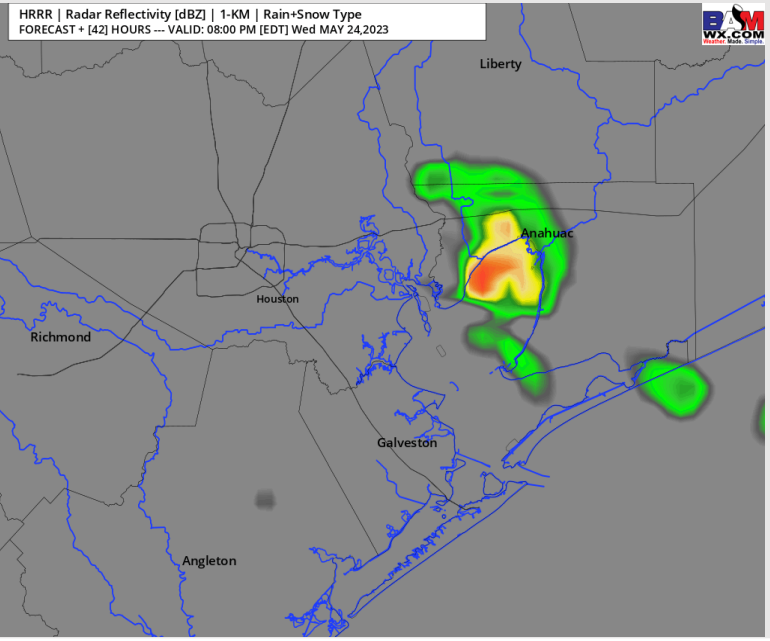 HRRR | Radar Reflectivity [dBZ] | 1-KM | Rain+Snow Type
FORECAST + [42] HOURS --- VALID: 08:00 PM [EDT] Wed MAY 24,2023
BAM
WX.COM
Weather. Made. Simple.
Liberty
Anahuac
Houston
Richmond
Galveston
Angleton